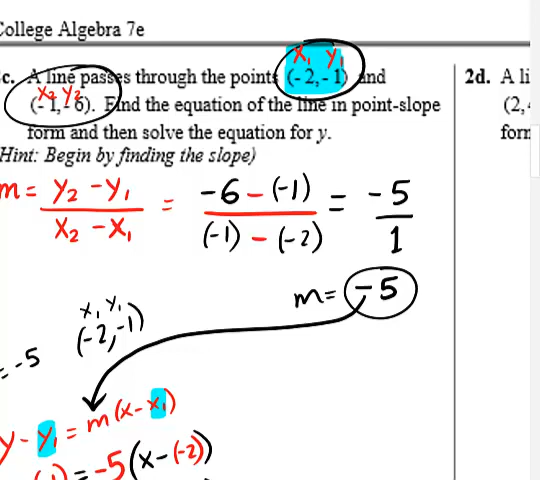 College Algebra 7e
c. A line passes through the points (-2,-1) and
x₁ y₁
(-1,-6). Find the equation of the line in point-slope
x₂ y₂
form and then solve the equation for y.
Hint: Begin by finding the slope)
m = y₂ - y₁ / x₂ - x₁ = -6 - (-1) / (-1) - (-2) = -5 / 1
m = -5
x₁ y₁
(-2,-1)
= -5
y - y₁ = m(x - x₁)
= -5(x - (-2))
2d. A li
(2,
form